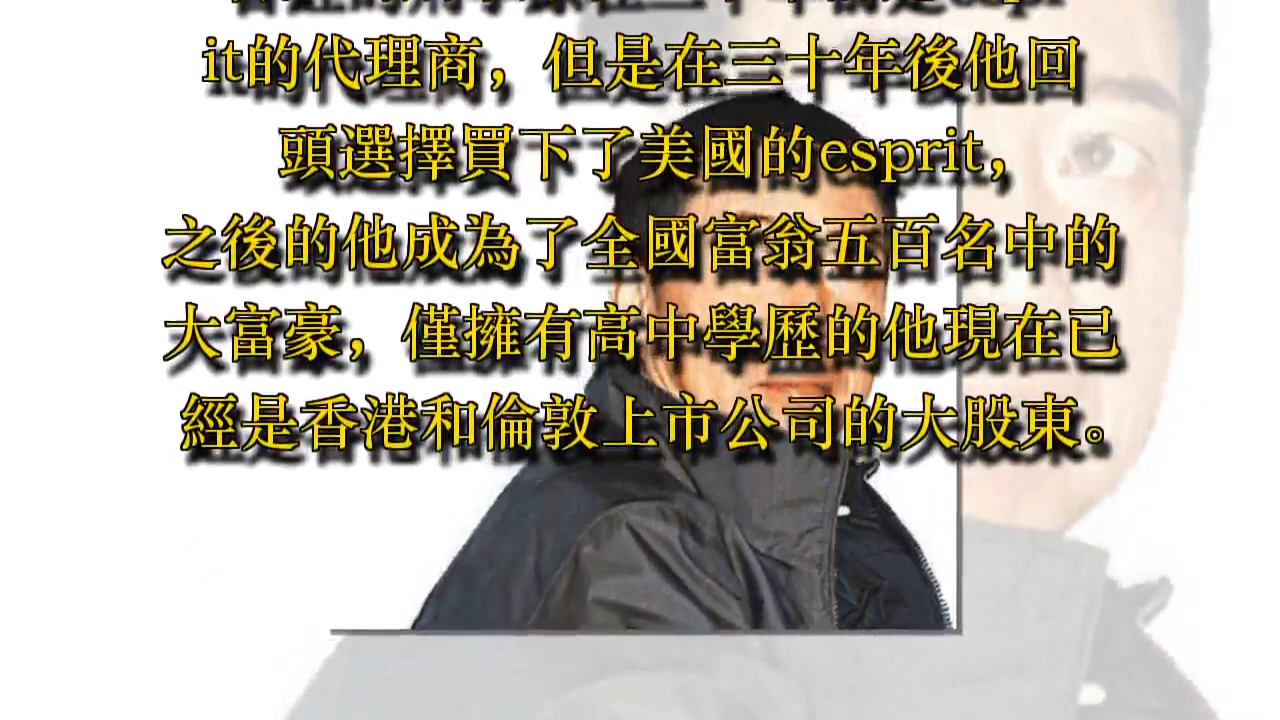 it的代理商，但是在三十年後他回
頭選擇買下了美國的esprit，
之後的他成為了全國富翁五百名中的
大富豪，僅擁有高中學歷的他現在已
經是香港和倫敦上市公司的大股東。